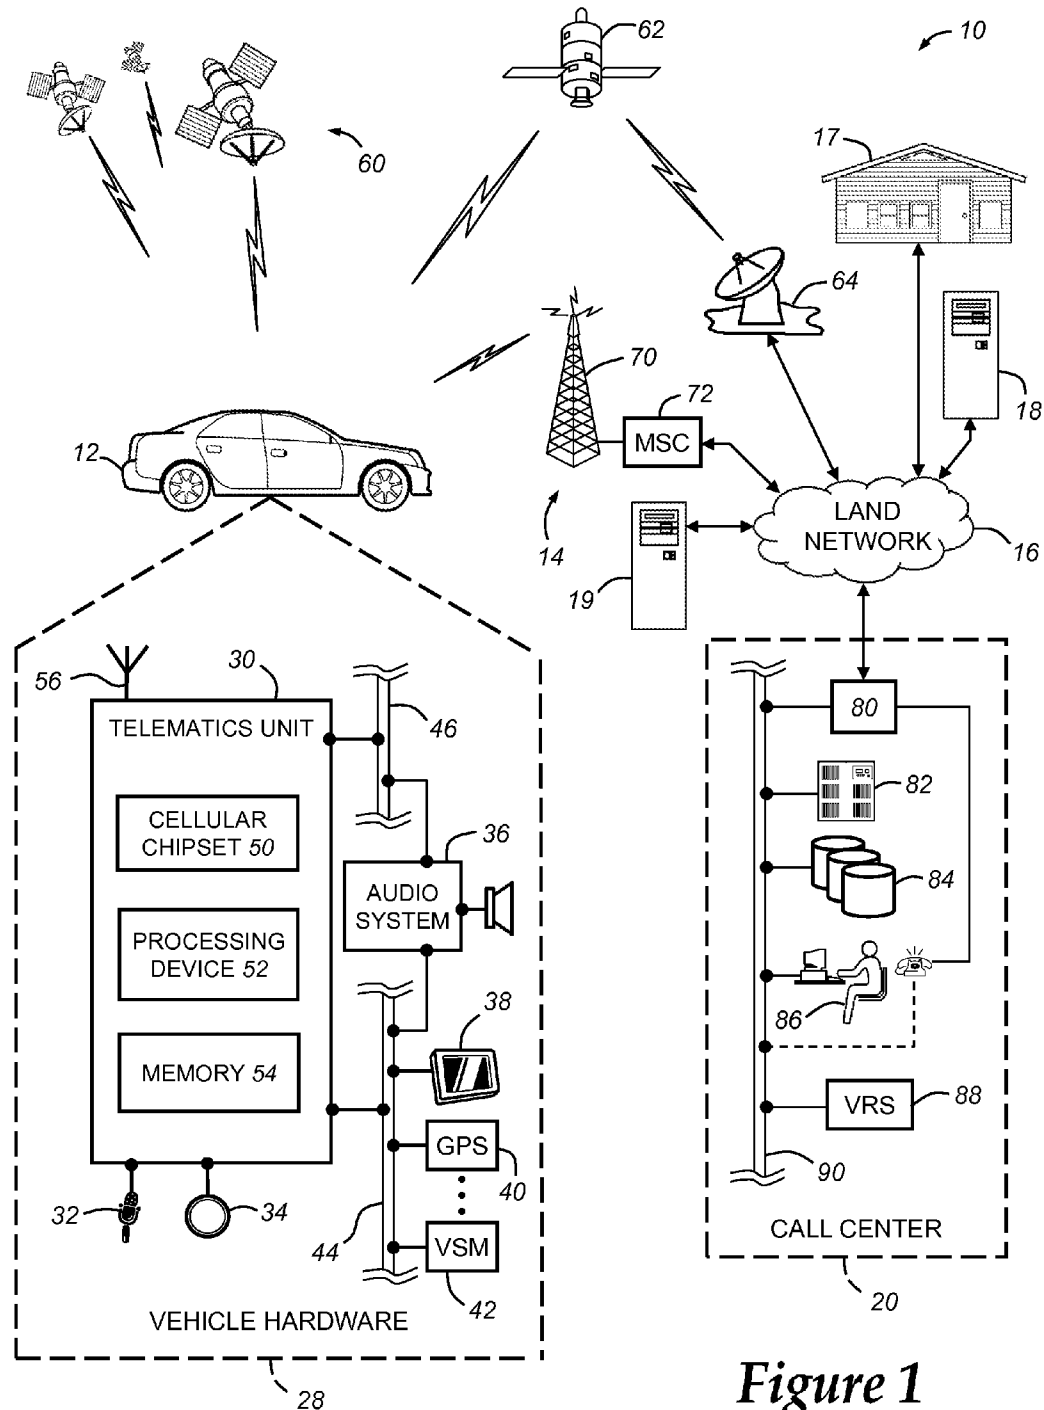 62
10
17
60
64
18
70
72
MSC
12
LAND
NETWORK
14
16
19
56
30
46
TELEMATICS UNIT
80
CELLULAR
CHIPSET 50
82
36
AUDIO
SYSTEM
84
PROCESSING
DEVICE 52
38
86
MEMORY 54
VRS
88
GPS
40
90
32
34
44
VSM
42
CALL CENTER
20
VEHICLE HARDWARE
28
Figure 1